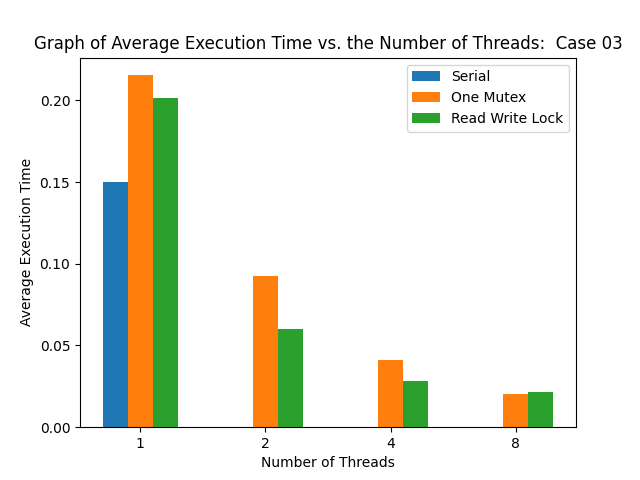 Graph of Average Execution Time vs. the Number of Threads:  Case 03
Serial
One Mutex
Read Write Lock
Average Execution Time
0.20
0.15
0.10
0.05
0.00
1 2 4 8
Number of Threads